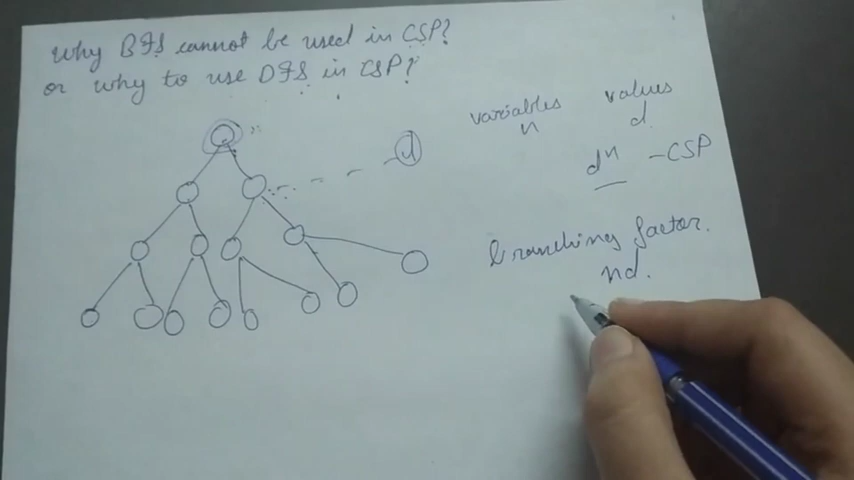 why BFS cannot be used in CSP?
or why to use DFS in CSP?
variables values
n d
dⁿ - CSP
d
branching factor.
nd.